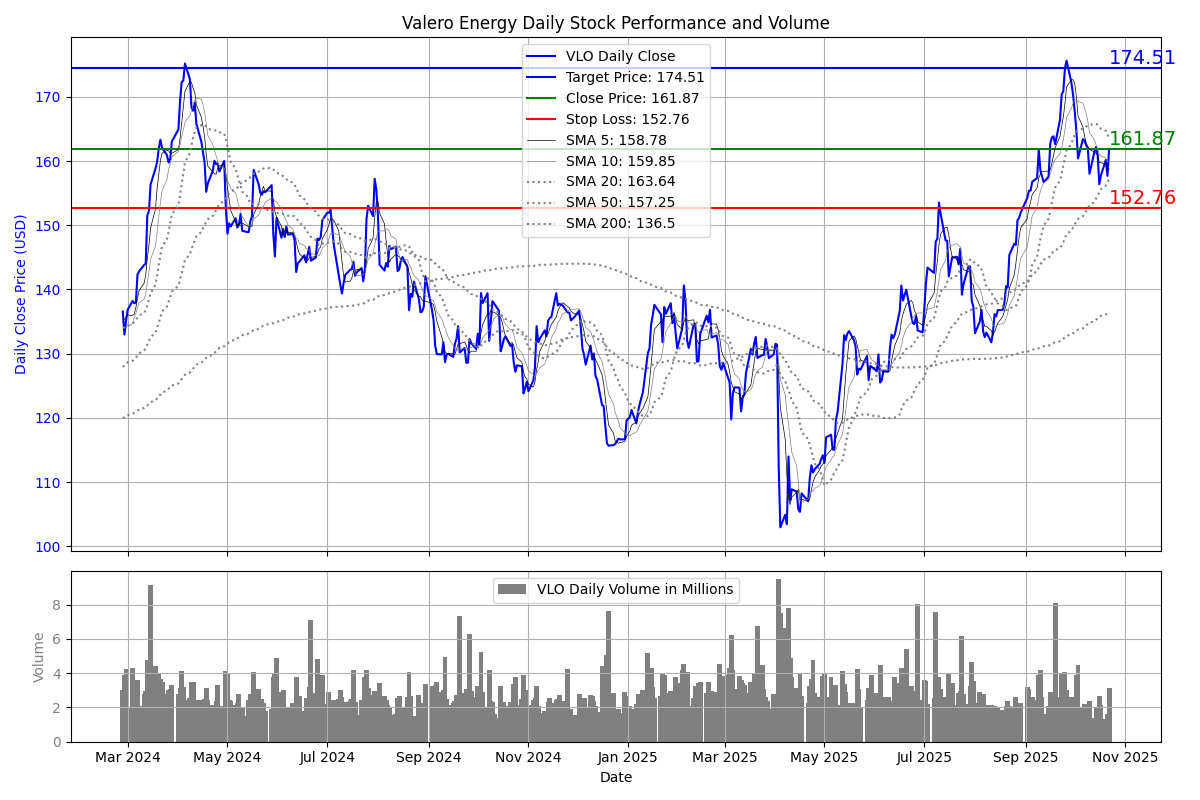 Valero Energy Daily Stock Performance and Volume
VLO Daily Close
Target Price: 174.51
Close Price: 161.87
Stop Loss: 152.76
SMA 5: 158.78
SMA 10: 159.85
SMA 20: 163.64
SMA 50: 157.25
SMA 200: 136.5
174.51
161.87
152.76
Daily Close Price (USD)
170
160
150
140
130
120
110
100
VLO Daily Volume in Millions
Volume
8
6
4
2
0
Mar 2024 May 2024 Jul 2024 Sep 2024 Nov 2024 Jan 2025 Mar 2025 May 2025 Jul 2025 Sep 2025 Nov 2025
Date